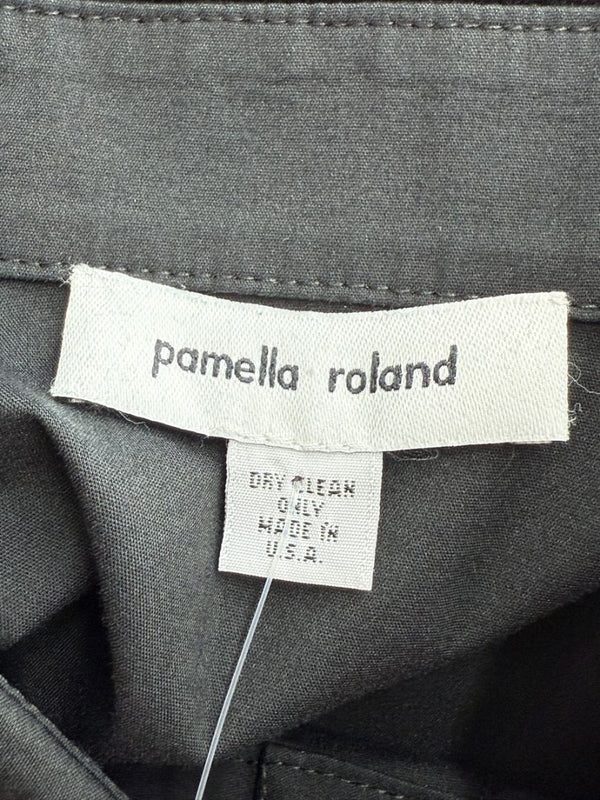 pamella roland
DRY CLEAN
ONLY
MADE IN
U.S.A.